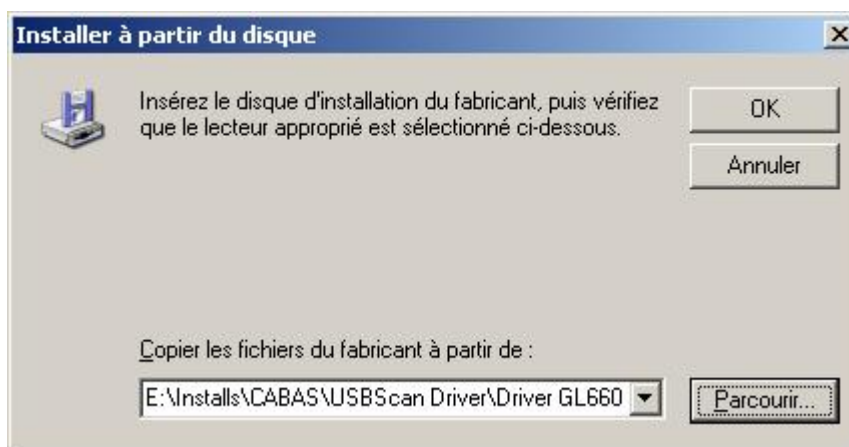 Installer à partir du disque
Insérez le disque d'installation du fabricant, puis vérifiez
que le lecteur approprié est sélectionné ci-dessous.
OK
Annuler
Copier les fichiers du fabricant à partir de :
E:\Installs\CABAS\USBScan Driver\Driver GL660
Parcourir...